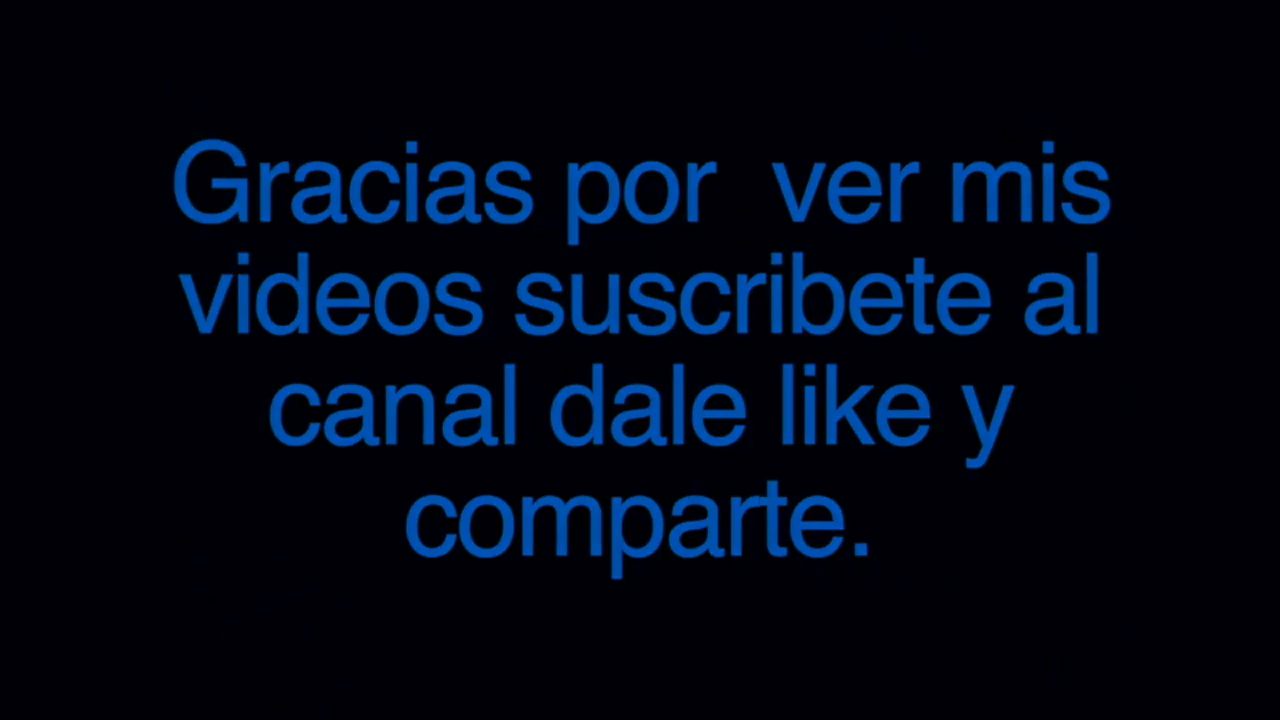 Gracias por  ver mis
videos suscribete al
canal dale like y
comparte.